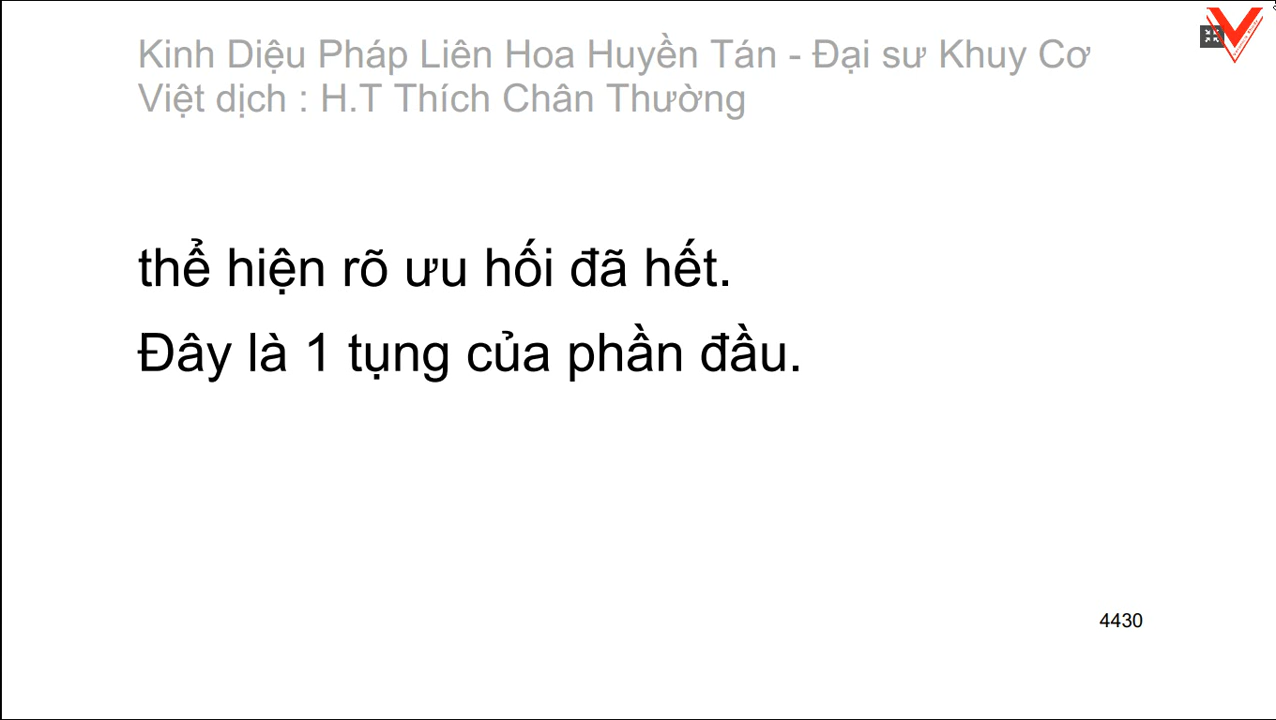 Kinh Diệu Pháp Liên Hoa Huyền Tán - Đại sư Khuy Cơ
Việt dịch : H.T Thích Chân Thường
thể hiện rõ ưu hối đã hết.
Đây là 1 tụng của phần đầu.
4430